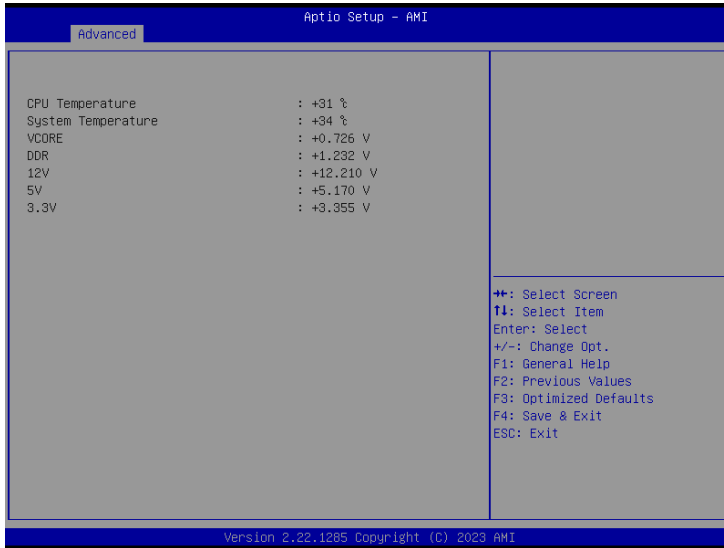 Aptio Setup - AMI
Advanced
CPU Temperature : +31 ℃
System Temperature : +34 ℃
VCORE : +0.726 V
DDR : +1.232 V
12V : +12.210 V
5V : +5.170 V
3.3V : +3.355 V
→←: Select Screen
↑↓: Select Item
Enter: Select
+/-: Change Opt.
F1: General Help
F2: Previous Values
F3: Optimized Defaults
F4: Save & Exit
ESC: Exit
Version 2.22.1285 Copyright (C) 2023 AMI